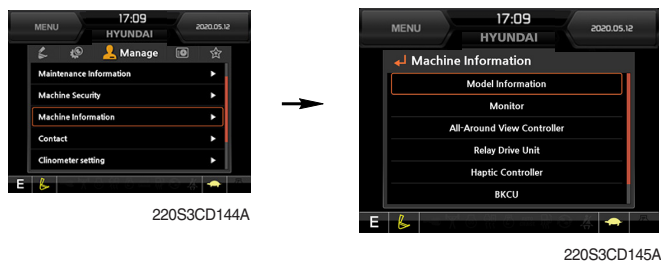 MENU 17:09 2020.05.12
HYUNDAI
Manage
Maintenance Information
Machine Security
Machine Information
Contact
Clinometer setting
E
220S3CD144A
MENU 17:09 2020.05.12
HYUNDAI
Machine Information
Model Information
Monitor
All-Around View Controller
Relay Drive Unit
Haptic Controller
BKCU
E
220S3CD145A